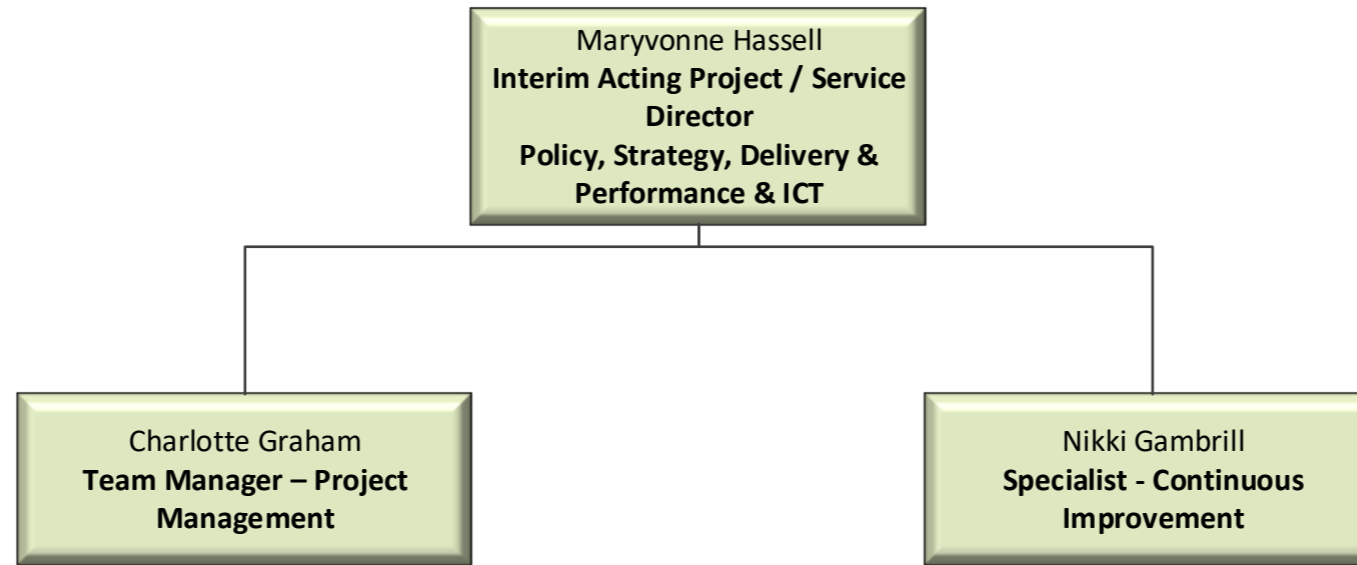 Maryvonne Hassell
Interim Acting Project / Service
Director
Policy, Strategy, Delivery &
Performance & ICT
Charlotte Graham
Team Manager – Project
Management
Nikki Gambrill
Specialist - Continuous
Improvement